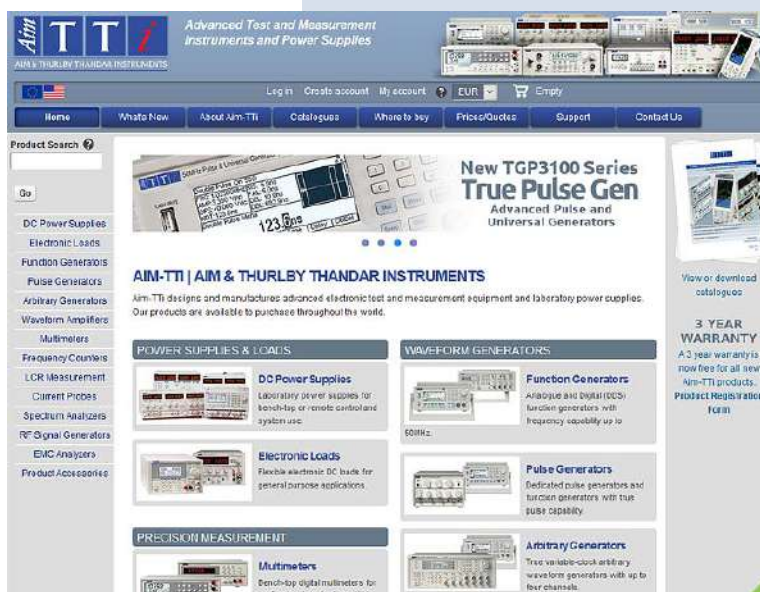 Aim
TTi
AIM & THURLBY THANDAR INSTRUMENTS
Advanced Test and Measurement
Instruments and Power Supplies
Log in Create account My account EUR Empty
Home What's New About Aim-TTi Catalogues Where to buy Prices/Quotes Support Contact Us
Product Search
Go
DC Power Supplies
Electronic Loads
Function Generators
Pulse Generators
Arbitrary Generators
Waveform Amplifiers
Multimeters
Frequency Counters
LCR Measurement
Current Probes
Spectrum Analyzers
RF Signal Generators
EMC Analyzers
Product Accessories
New TGP3100 Series
True Pulse Gen
Advanced Pulse and
Universal Generators
AIM-TTI | AIM & THURLBY THANDAR INSTRUMENTS
Aim-TTi designs and manufactures advanced electronic test and measurement equipment and laboratory power supplies.
Our products are available to purchase throughout the world.
POWER SUPPLIES & LOADS
DC Power Supplies
Laboratory power supplies for
bench-top or remote control and
system use.
Electronic Loads
Flexible electronic DC loads for
general purpose applications.
PRECISION MEASUREMENT
Multimeters
Bench-top digital multimeters for
WAVEFORM GENERATORS
Function Generators
Analogue and Digital (DDS)
function generators with
frequency capability up to
50MHz.
Pulse Generators
Dedicated pulse generators and
function generators with true
pulse capability.
Arbitrary Generators
True variable-clock arbitrary
waveform generators with up to
four channels.
View or download
catalogues
3 YEAR
WARRANTY
A 3 year warranty is
now free for all new
Aim-TTi products.
Product Registration
Form